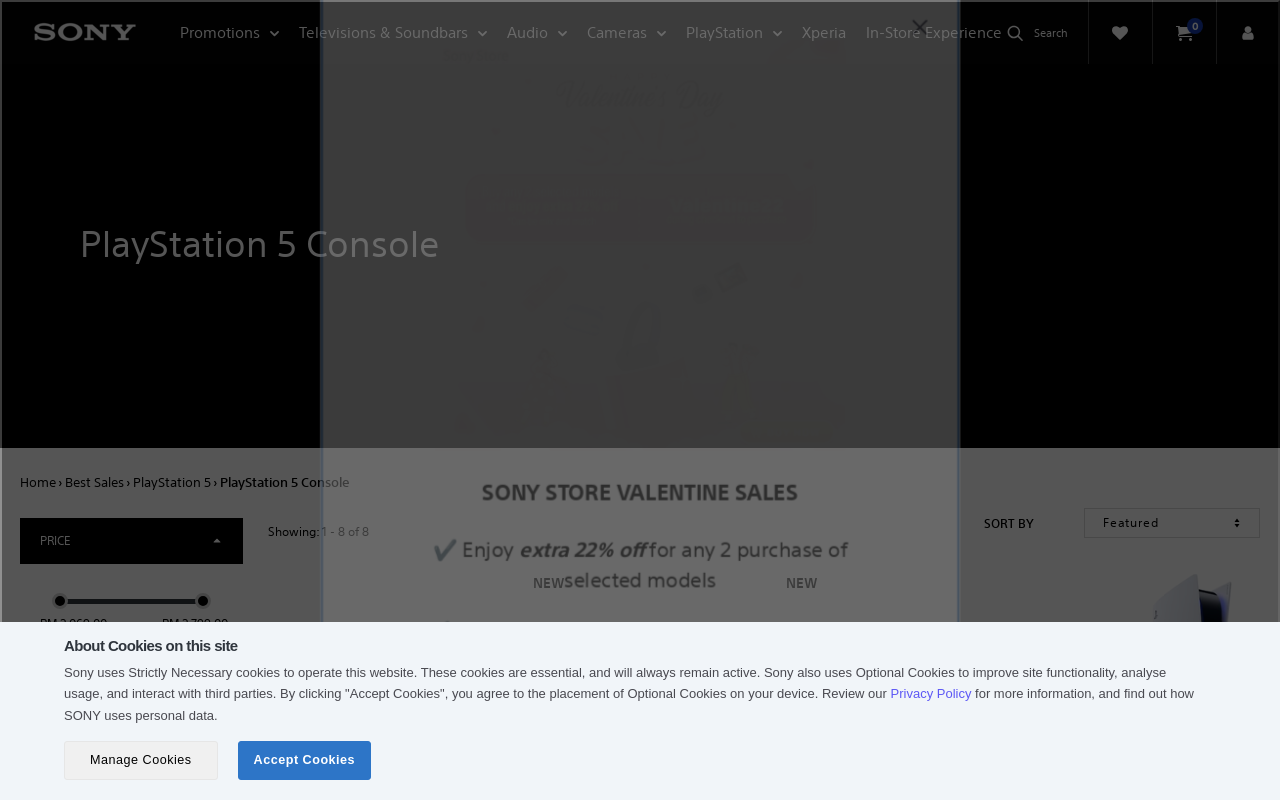 SONY
Promotions
Televisions & Soundbars
Audio
Cameras
PlayStation
Xperia
In-Store Experience
Search
0
PlayStation 5 Console
Home › Best Sales › PlayStation 5 › PlayStation 5 Console
SONY STORE VALENTINE SALES
PRICE
Showing: 1 - 8 of 8
SORT BY
Featured
✔ Enjoy extra 22% off for any 2 purchase of
selected models
NEW
NEW
About Cookies on this site
Sony uses Strictly Necessary cookies to operate this website. These cookies are essential, and will always remain active. Sony also uses Optional Cookies to improve site functionality, analyse
usage, and interact with third parties. By clicking "Accept Cookies", you agree to the placement of Optional Cookies on your device. Review our Privacy Policy for more information, and find out how
SONY uses personal data.
Manage Cookies
Accept Cookies